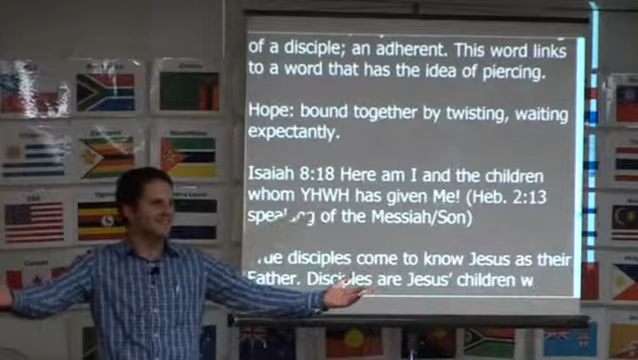 of a disciple; an adherent. This word links
to a word that has the idea of piercing.
Hope: bound together by twisting, waiting
expectantly.
Isaiah 8:18 Here am I and the children
whom YHWH has given Me! (Heb. 2:13
of the Messiah/Son)
disciples come to know Jesus as their
Father. Disciples are Jesus' children
USA
Canada